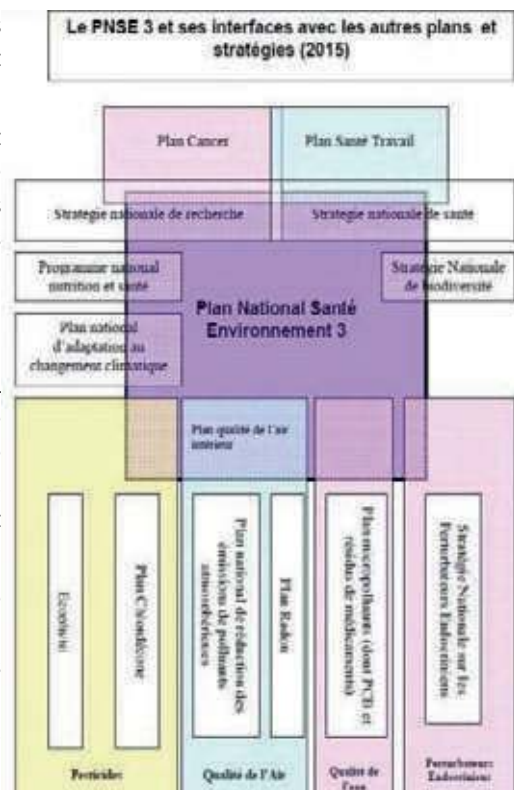 Le PNSE 3 et ses interfaces avec les autres plans et
stratégies (2015)
Plan Cancer
Plan Santé Travail
Stratégie nationale de recherche
Stratégie nationale de santé
Programme national
nutrition et santé
Stratégie Nationale
de biodiversité
Plan National Santé
Environnement 3
Plan national
d'adaptation au
changement climatique
Plan qualité de l'air
intérieur
Plan Chlordécone
Plan national de réduction des
émissions de polluants
atmosphériques
Plan Radon
Plan micropolluants (dont PCB et
résidus de médicaments)
Stratégie Nationale sur les
Perturbateurs Endocriniens
Pesticides
Qualité de l'Air
Qualité de
l'eau
Perturbateurs
Endocriniens